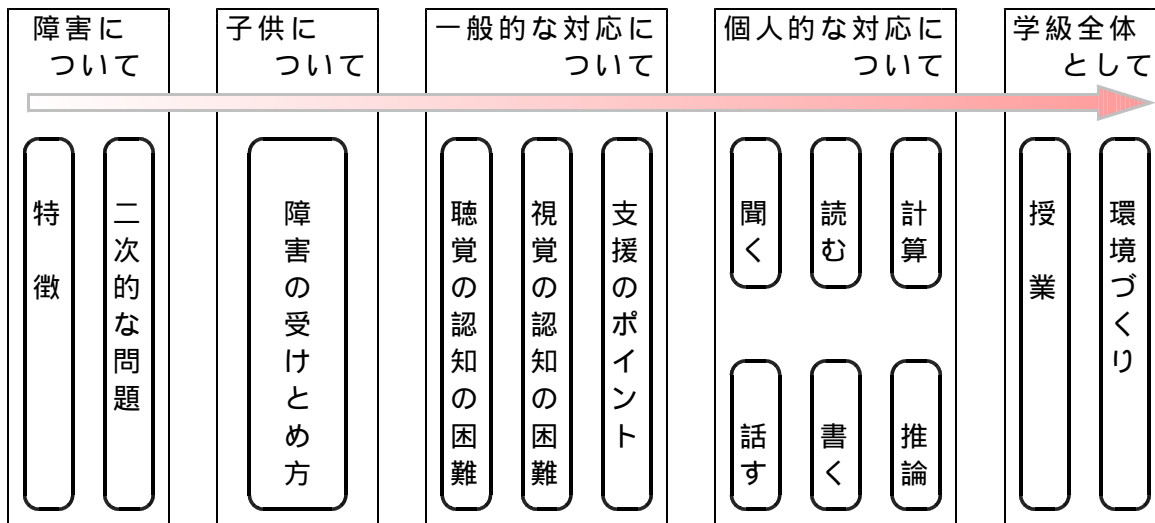 障害に
ついて
子供に
ついて
一般的な対応に
ついて
個人的な対応に
ついて
学級全体
として
特徴
二次的な問題
障害の受けとめ方
聴覚の認知の困難
視覚の認知の困難
支援のポイント
聞く
読む
計算
話す
書く
推論
授業
環境づくり